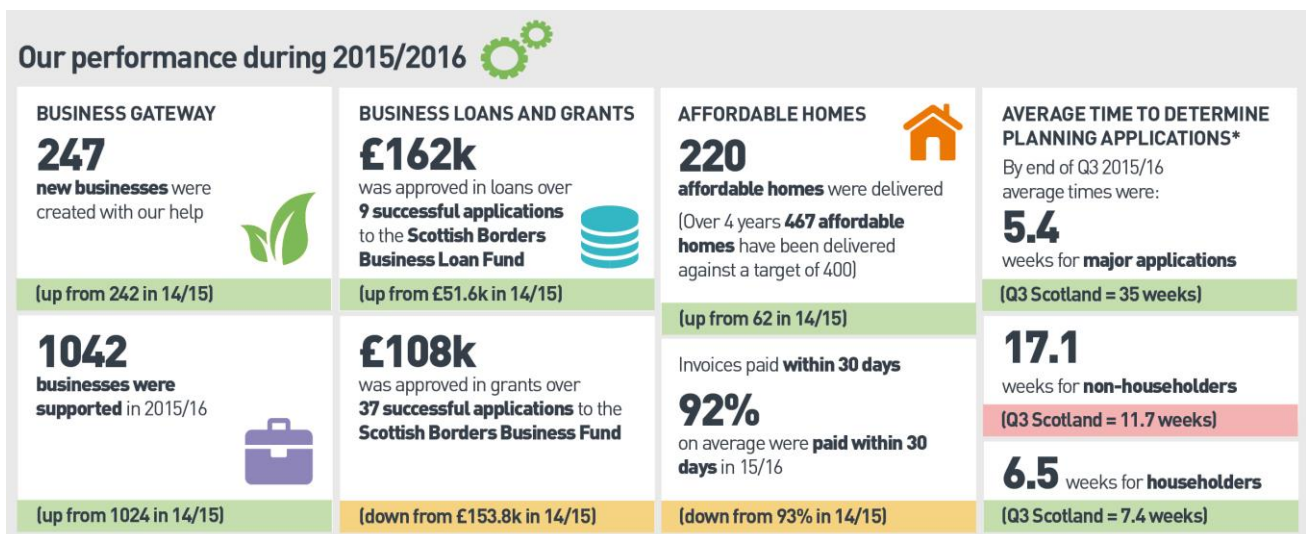 Our performance during 2015/2016
BUSINESS GATEWAY
247
new businesses were
created with our help
(up from 242 in 14/15)
1042
businesses were
supported in 2015/16
(up from 1024 in 14/15)
BUSINESS LOANS AND GRANTS
£162k
was approved in loans over
9 successful applications
to the Scottish Borders
Business Loan Fund
(up from £51.6k in 14/15)
£108k
was approved in grants over
37 successful applications to the
Scottish Borders Business Fund
(down from £153.8k in 14/15)
AFFORDABLE HOMES
220
affordable homes were delivered
(Over 4 years 467 affordable
homes have been delivered
against a target of 400)
(up from 62 in 14/15)
Invoices paid within 30 days
92%
on average were paid within 30
days in 15/16
(down from 93% in 14/15)
AVERAGE TIME TO DETERMINE
PLANNING APPLICATIONS*
By end of Q3 2015/16
average times were:
5.4
weeks for major applications
(Q3 Scotland = 35 weeks)
17.1
weeks for non-householders
(Q3 Scotland = 11.7 weeks)
6.5 weeks for householders
(Q3 Scotland = 7.4 weeks)